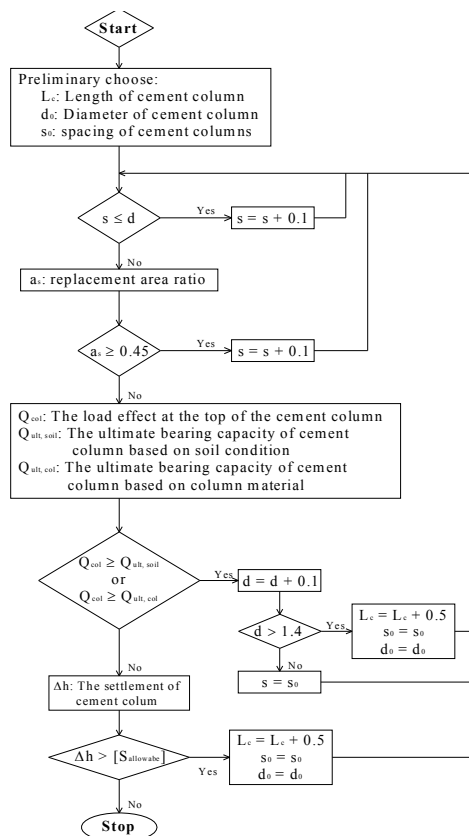 Start
Preliminary choose:
Lc: Length of cement column
d0: Diameter of cement column
s0: spacing of cement columns
s ≤ d
Yes
s = s + 0.1
No
as: replacement area ratio
as ≥ 0.45
Yes
s = s + 0.1
No
Qcol: The load effect at the top of the cement column
Qult, soil: The ultimate bearing capacity of cement
column based on soil condition
Qult, col: The ultimate bearing capacity of cement
column based on column material
Qcol ≥ Qult, soil
or
Qcol ≥ Qult, col
Yes
d = d + 0.1
d > 1.4
Yes
Lc = Lc + 0.5
s0 = s0
d0 = d0
No
s = s0
No
Δh: The settlement of
cement colum
Δh > [Sallowabe]
Yes
Lc = Lc + 0.5
s0 = s0
d0 = d0
No
Stop